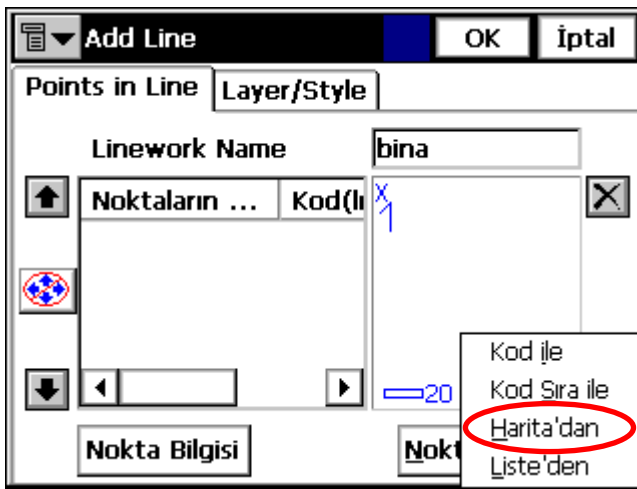 Add Line OK İptal
Points in Line Layer/Style
Linework Name bina
Noktaların ... Kod(
X
20
Kod ile
Kod Sıra ile
Harita'dan
Liste'den
Nokta Bilgisi Nokt